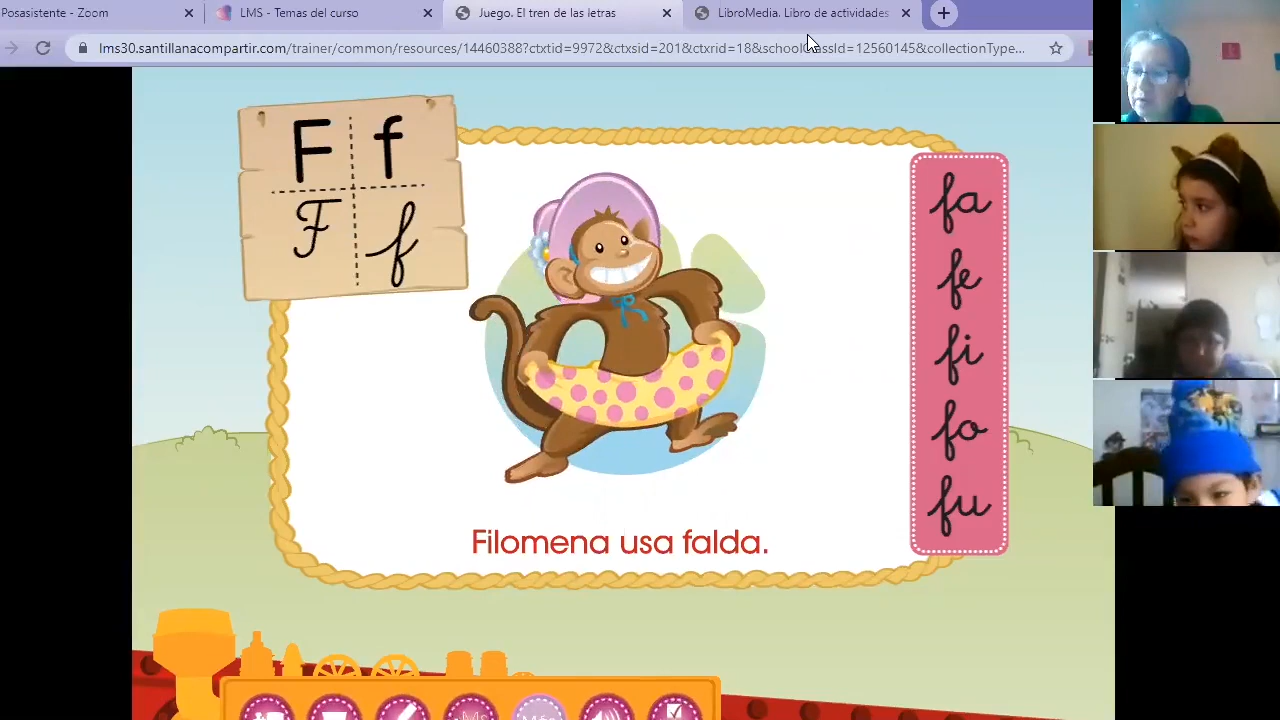 Posasistente - Zoom
LMS - Temas del curso
Juego. El tren de las letras
LibroMedia. Libro de actividades
lms30.santillanacompartir.com/trainer/common/resources/14460388?ctxtid=9972&ctxsid=201&ctxrid=18&schoolClassId=12560145&collectionType...
F f
F f
fa
fe
fi
fo
fu
Filomena usa falda.